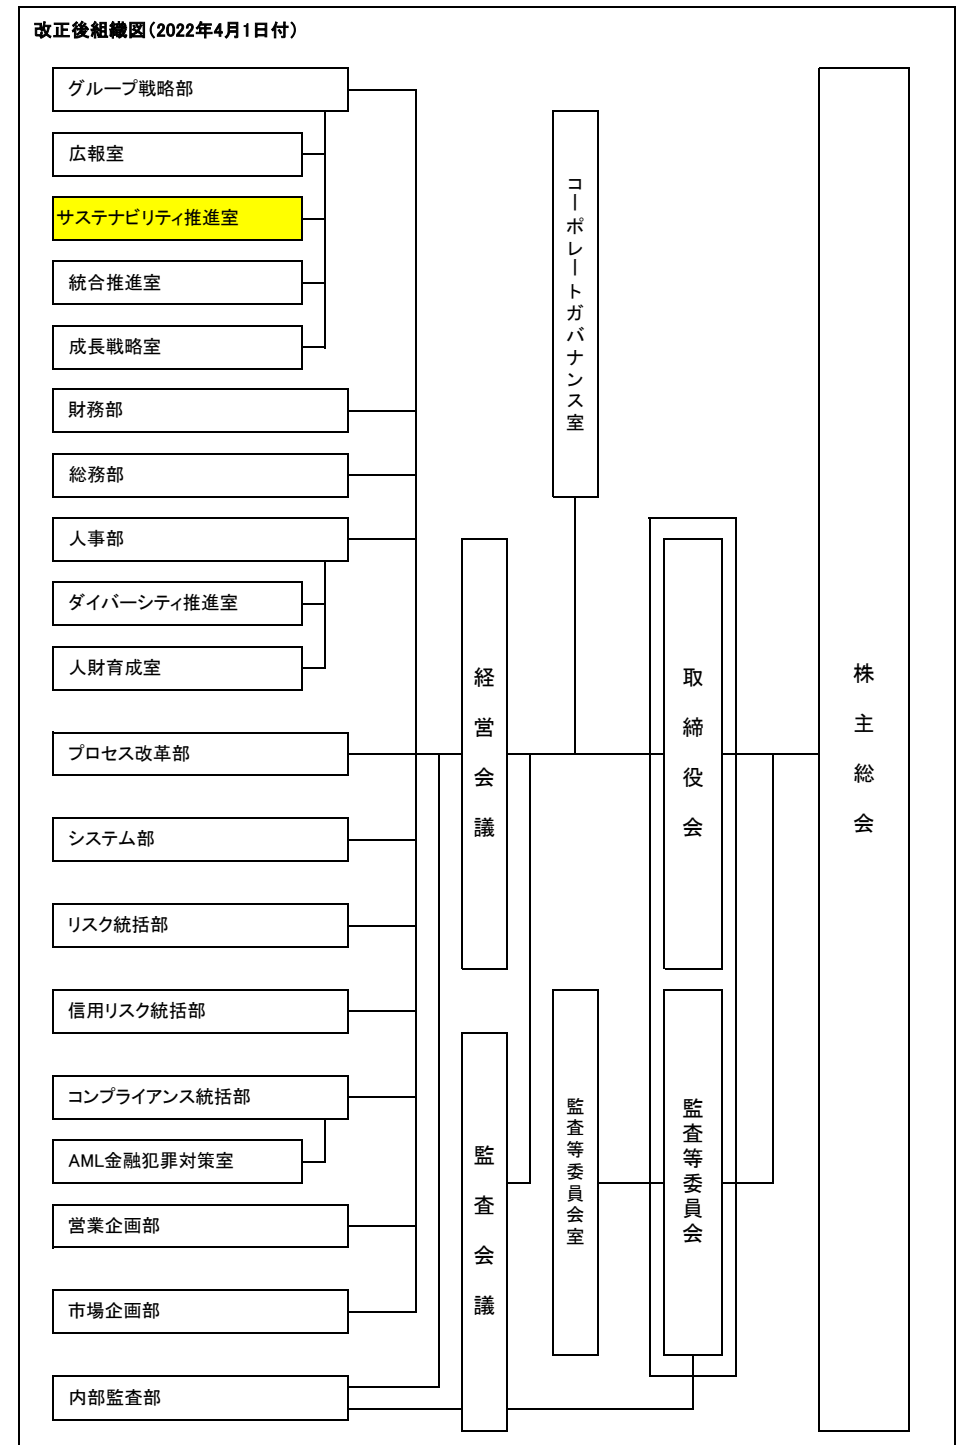 改正後組織図(2022年4月1日付)
グループ戦略部
広報室
サステナビリティ推進室
統合推進室
成長戦略室
財務部
総務部
人事部
ダイバーシティ推進室
人財育成室
プロセス改革部
システム部
リスク統括部
信用リスク統括部
コンプライアンス統括部
AML金融犯罪対策室
営業企画部
市場企画部
内部監査部
経営会議
監査会議
コーポレートガバナンス室
監査等委員会室
取締役会
監査等委員会
株主総会